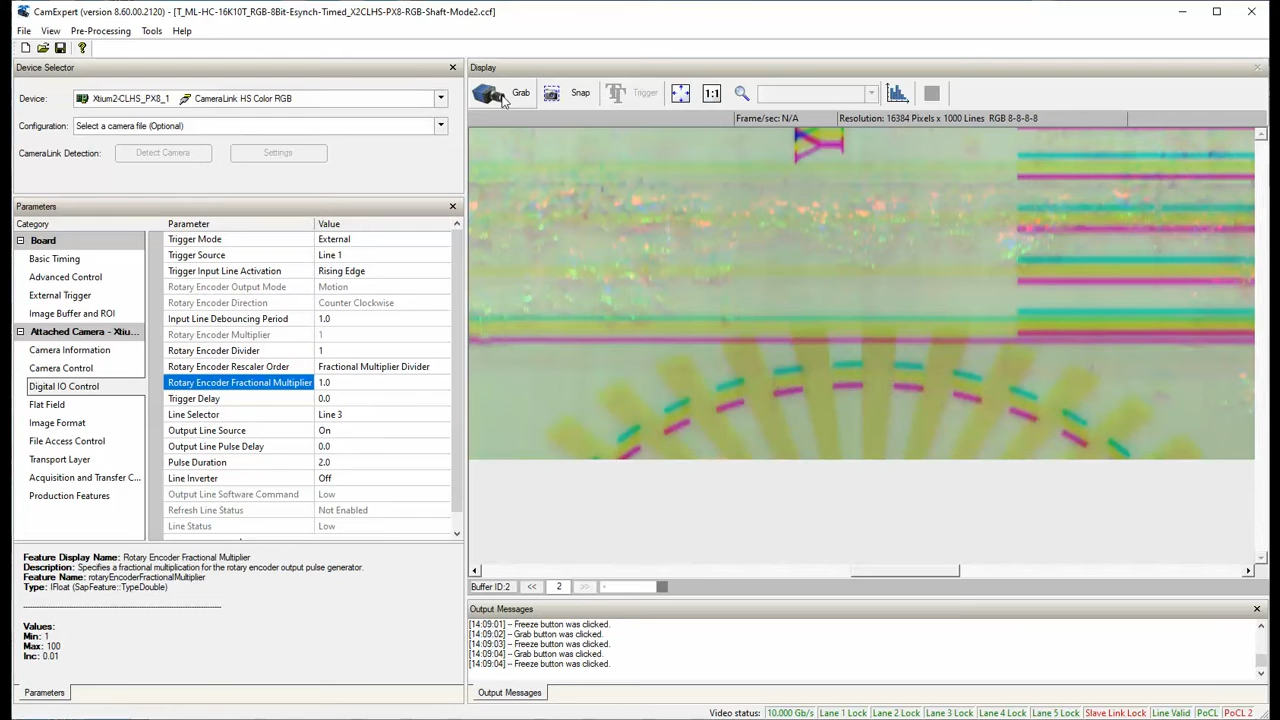 CamExpert (version 8.60.00.2120) - [T_ML-HC-16K10T_RGB-8Bit-Esynch-Timed_X2CLHS-PX8-RGB-Shaft-Mode2.ccf]
File View Pre-Processing Tools Help
Device Selector
Device: Xtium2-CLHS_PX8_1 CameraLink HS Color RGB
Configuration: Select a camera file (Optional)
CameraLink Detection: Detect Camera Settings
Parameters
Category
Board
Basic Timing
Advanced Control
External Trigger
Image Buffer and ROI
Attached Camera - Xtiu...
Camera Information
Camera Control
Digital IO Control
Flat Field
Image Format
File Access Control
Transport Layer
Acquisition and Transfer C...
Production Features
Parameter Value
Trigger Mode External
Trigger Source Line 1
Trigger Input Line Activation Rising Edge
Rotary Encoder Output Mode Motion
Rotary Encoder Direction Counter Clockwise
Input Line Debouncing Period 1.0
Rotary Encoder Multiplier 1
Rotary Encoder Divider 1
Rotary Encoder Rescaler Order Fractional Multiplier Divider
Rotary Encoder Fractional Multiplier 1.0
Trigger Delay 0.0
Line Selector Line 3
Output Line Source On
Output Line Pulse Delay 0.0
Pulse Duration 2.0
Line Inverter Off
Output Line Software Command Low
Refresh Line Status Not Enabled
Line Status Low
Feature Display Name: Rotary Encoder Fractional Multiplier
Description: Specifies a fractional multiplication for the rotary encoder output pulse generator.
Feature Name: rotaryEncoderFractionalMultiplier
Type: IFloat (SapFeature::TypeDouble)
Values:
Min: 1
Max: 100
Inc: 0.01
Parameters
Display
Grab Snap Trigger 1:1
Frame/sec: N/A Resolution: 16384 Pixels x 1000 Lines RGB 8-8-8-8
Y
Buffer ID:2 << 2 >>
Output Messages
[14:09:01] -- Freeze button was clicked.
[14:09:02] -- Grab button was clicked.
[14:09:03] -- Freeze button was clicked.
[14:09:04] -- Grab button was clicked.
[14:09:04] -- Freeze button was clicked.
Output Messages
Video status: 10.000 Gb/s Lane 1 Lock Lane 2 Lock Lane 3 Lock Lane 4 Lock Lane 5 Lock Slave Link Lock Line Valid PoCL PoCL 2